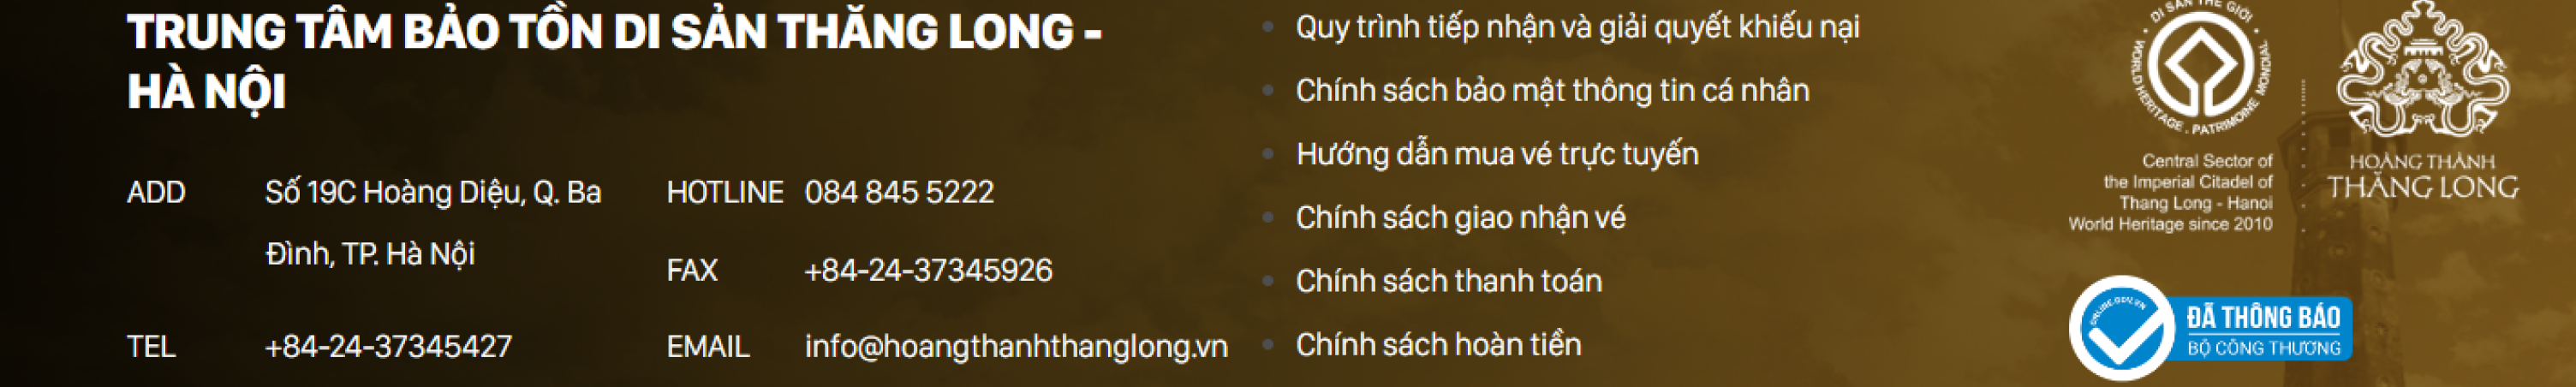 TRUNG TÂM BẢO TỒN DI SẢN THĂNG LONG -
HÀ NỘI
ADD Số 19C Hoàng Diệu, Q. Ba
Đình, TP. Hà Nội
TEL +84-24-37345427
HOTLINE 084 845 5222
FAX +84-24-37345926
EMAIL info@hoangthanhthanglong.vn
Quy trình tiếp nhận và giải quyết khiếu nại
Chính sách bảo mật thông tin cá nhân
Hướng dẫn mua vé trực tuyến
Chính sách giao nhận vé
Chính sách thanh toán
Chính sách hoàn tiền
DI SẢN THẾ GIỚI • WORLD HERITAGE • PATRIMOINE MONDIAL •
Central Sector of
the Imperial Citadel of
Thang Long - Hanoi
World Heritage since 2010
HOÀNG THÀNH
THĂNG LONG
ONLINE.GOV.VN
ĐÃ THÔNG BÁO
BỘ CÔNG THƯƠNG